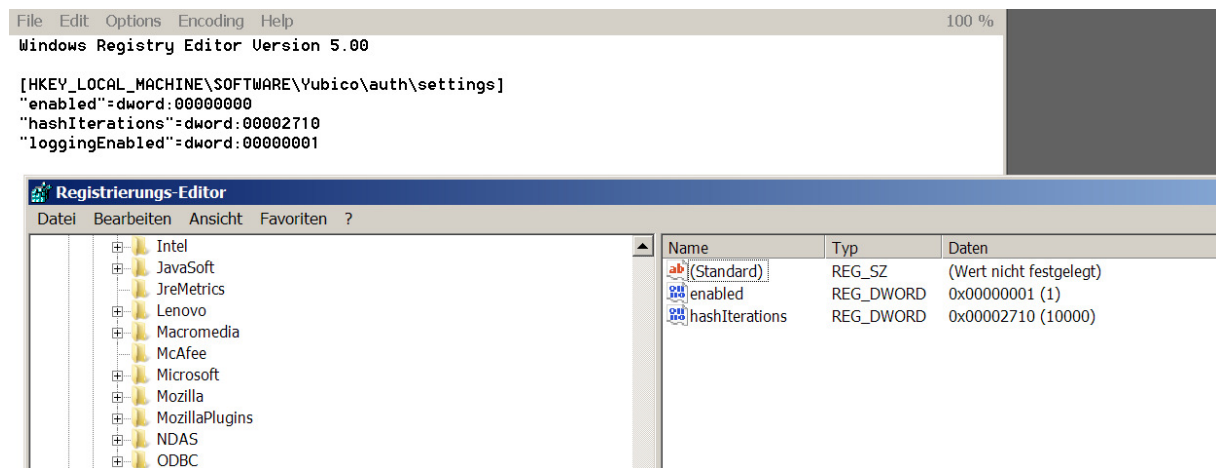 File Edit Options Encoding Help 100 %
Windows Registry Editor Version 5.00
[HKEY_LOCAL_MACHINE\SOFTWARE\Yubico\auth\settings]
"enabled"=dword:00000000
"hashIterations"=dword:00002710
"loggingEnabled"=dword:00000001
Registrierungs-Editor
Datei Bearbeiten Ansicht Favoriten ?
Intel
JavaSoft
JreMetrics
Lenovo
Macromedia
McAfee
Microsoft
Mozilla
MozillaPlugins
NDAS
ODBC
Name Typ Daten
(Standard) REG_SZ (Wert nicht festgelegt)
enabled REG_DWORD 0x00000001 (1)
hashIterations REG_DWORD 0x00002710 (10000)